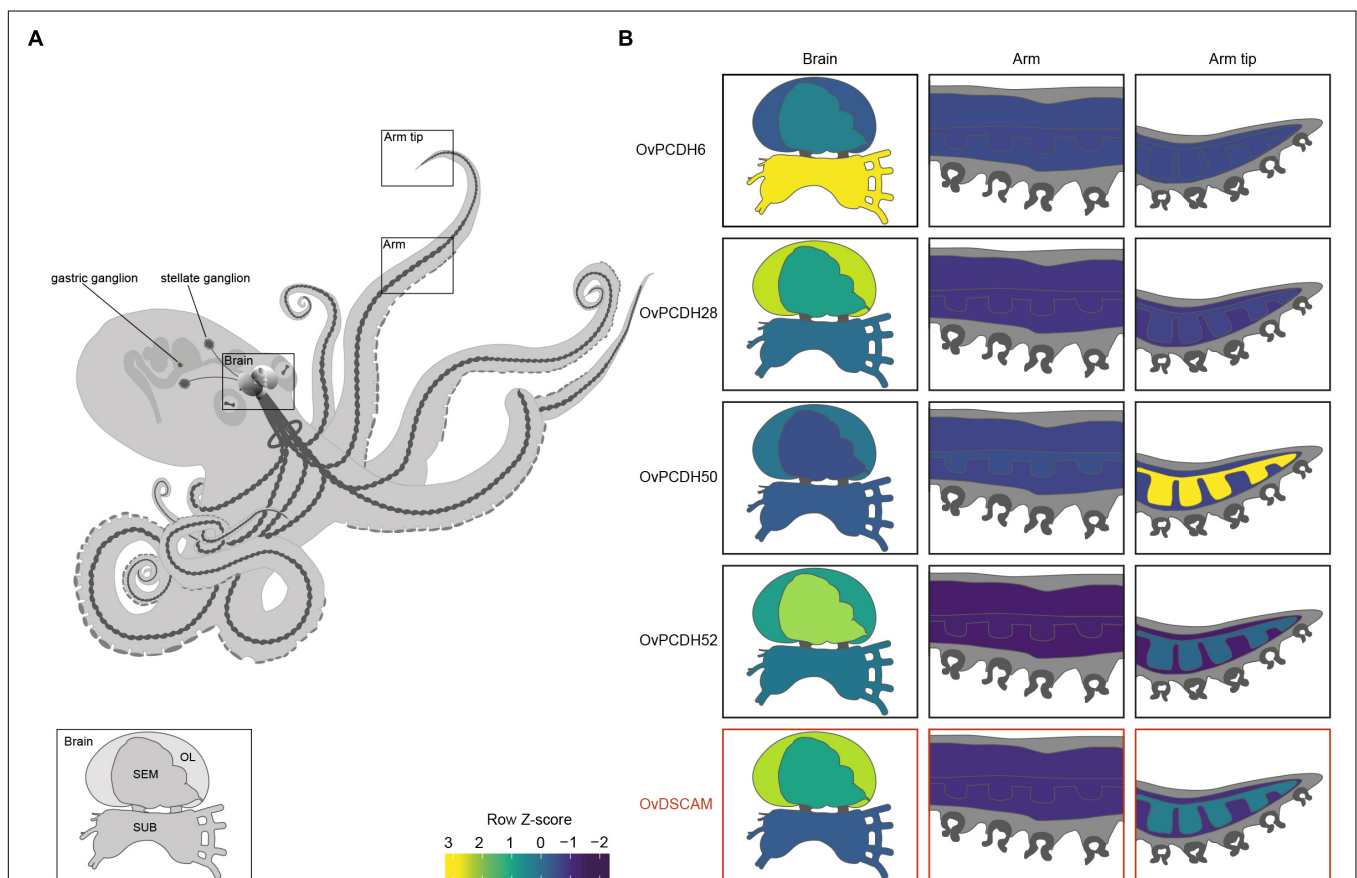 A
B
Brain
Arm
Arm tip
Arm tip
OvPCDH6
Arm
gastric ganglion
stellate ganglion
OvPCDH28
Brain
OvPCDH50
OvPCDH52
Brain
OL
SEM
SUB
OvDSCAM
Row Z-score
3 2 1 0 −1 −2